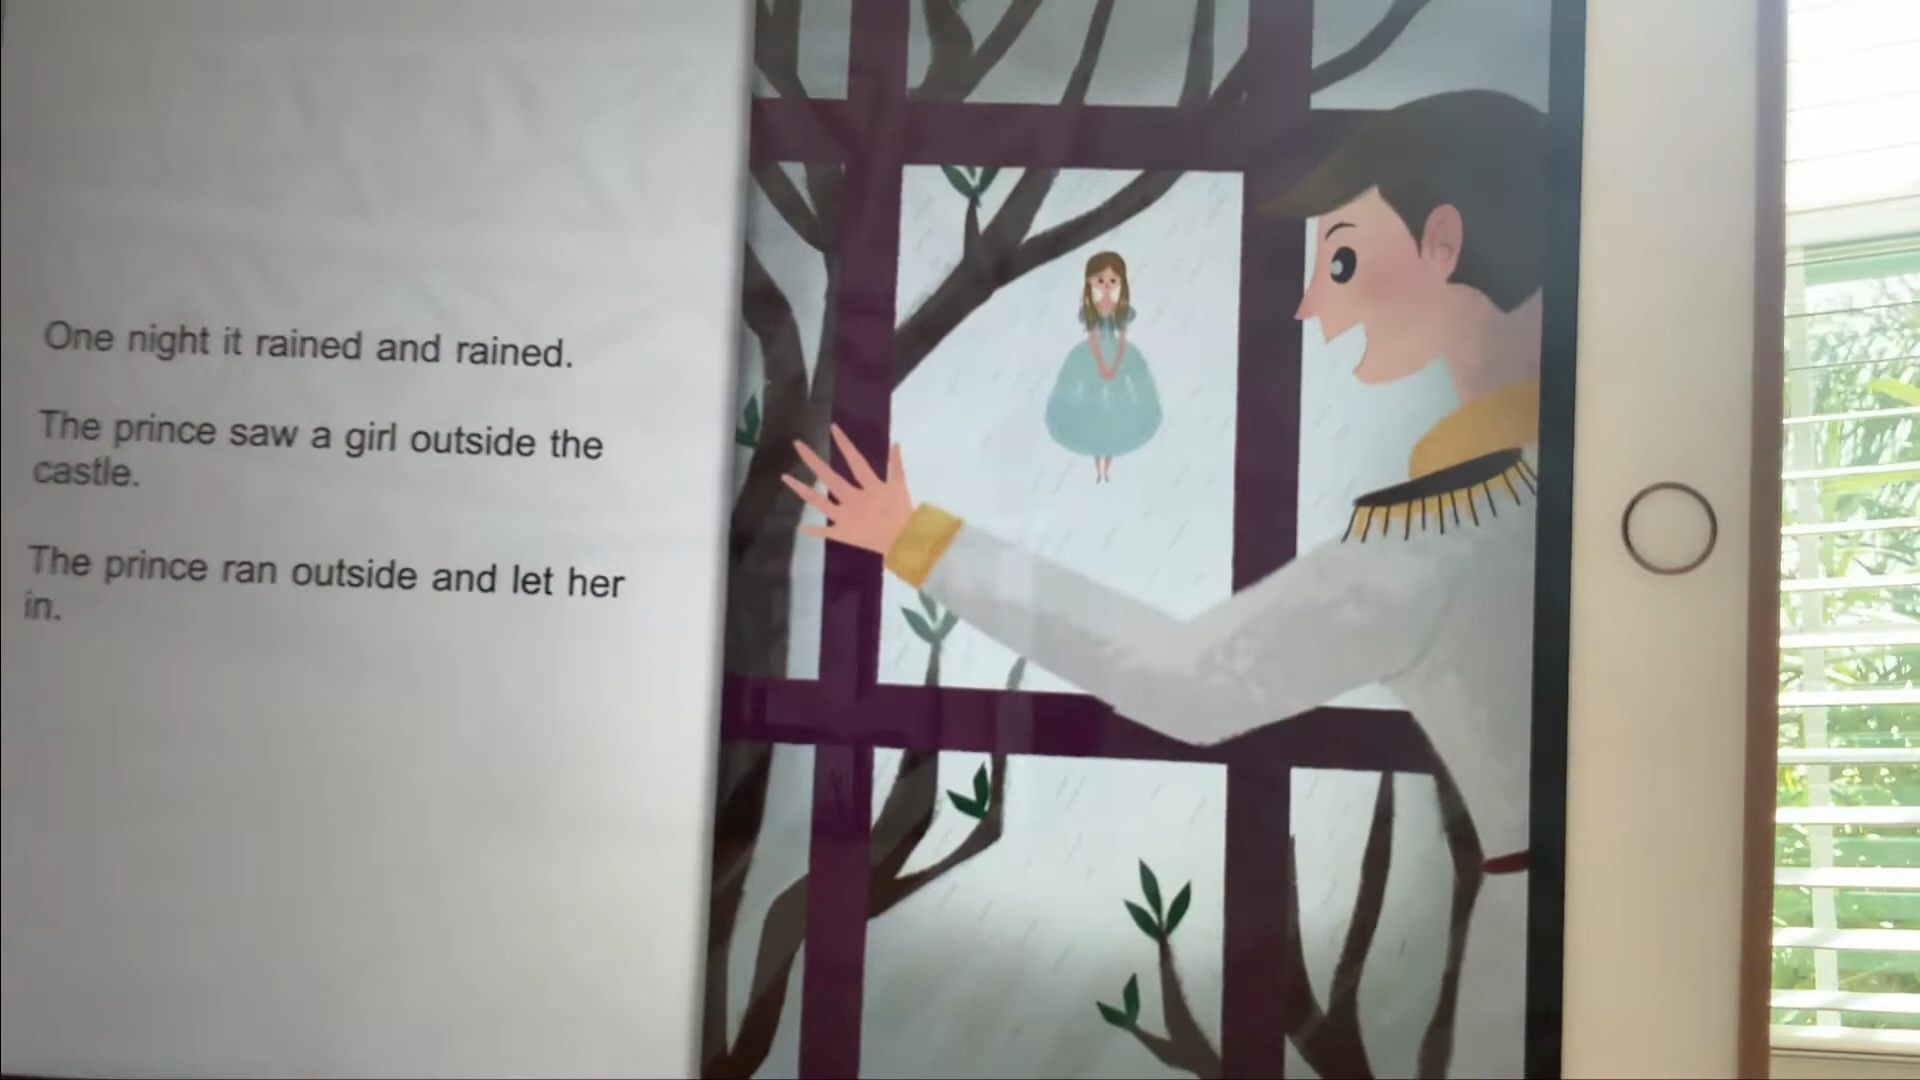 One night it rained and rained.
The prince saw a girl outside the
castle.
The prince ran outside and let her
in.